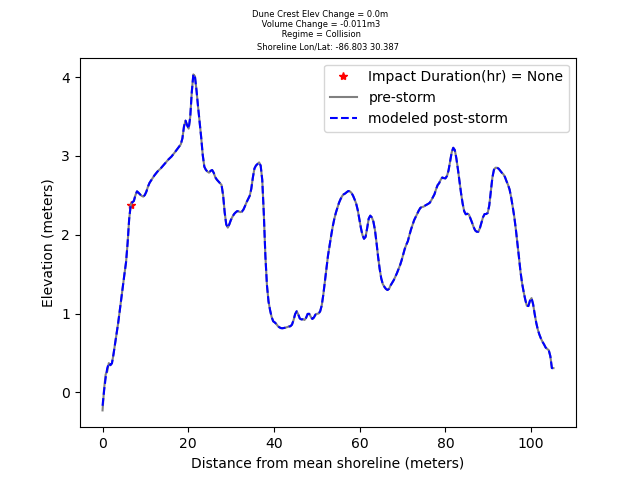 Dune Crest Elev Change = 0.0m
Volume Change = -0.011m3
Regime = Collision
Shoreline Lon/Lat: -86.803 30.387
Impact Duration(hr) = None
pre-storm
modeled post-storm
Elevation (meters)
4
3
2
1
0
0 20 40 60 80 100
Distance from mean shoreline (meters)